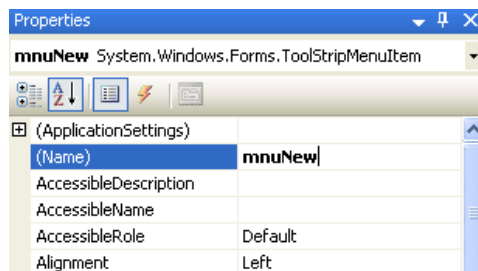 Properties
mnuNew System.Windows.Forms.ToolStripMenuItem
(ApplicationSettings)
(Name) mnuNew
AccessibleDescription
AccessibleName
AccessibleRole Default
Alignment Left